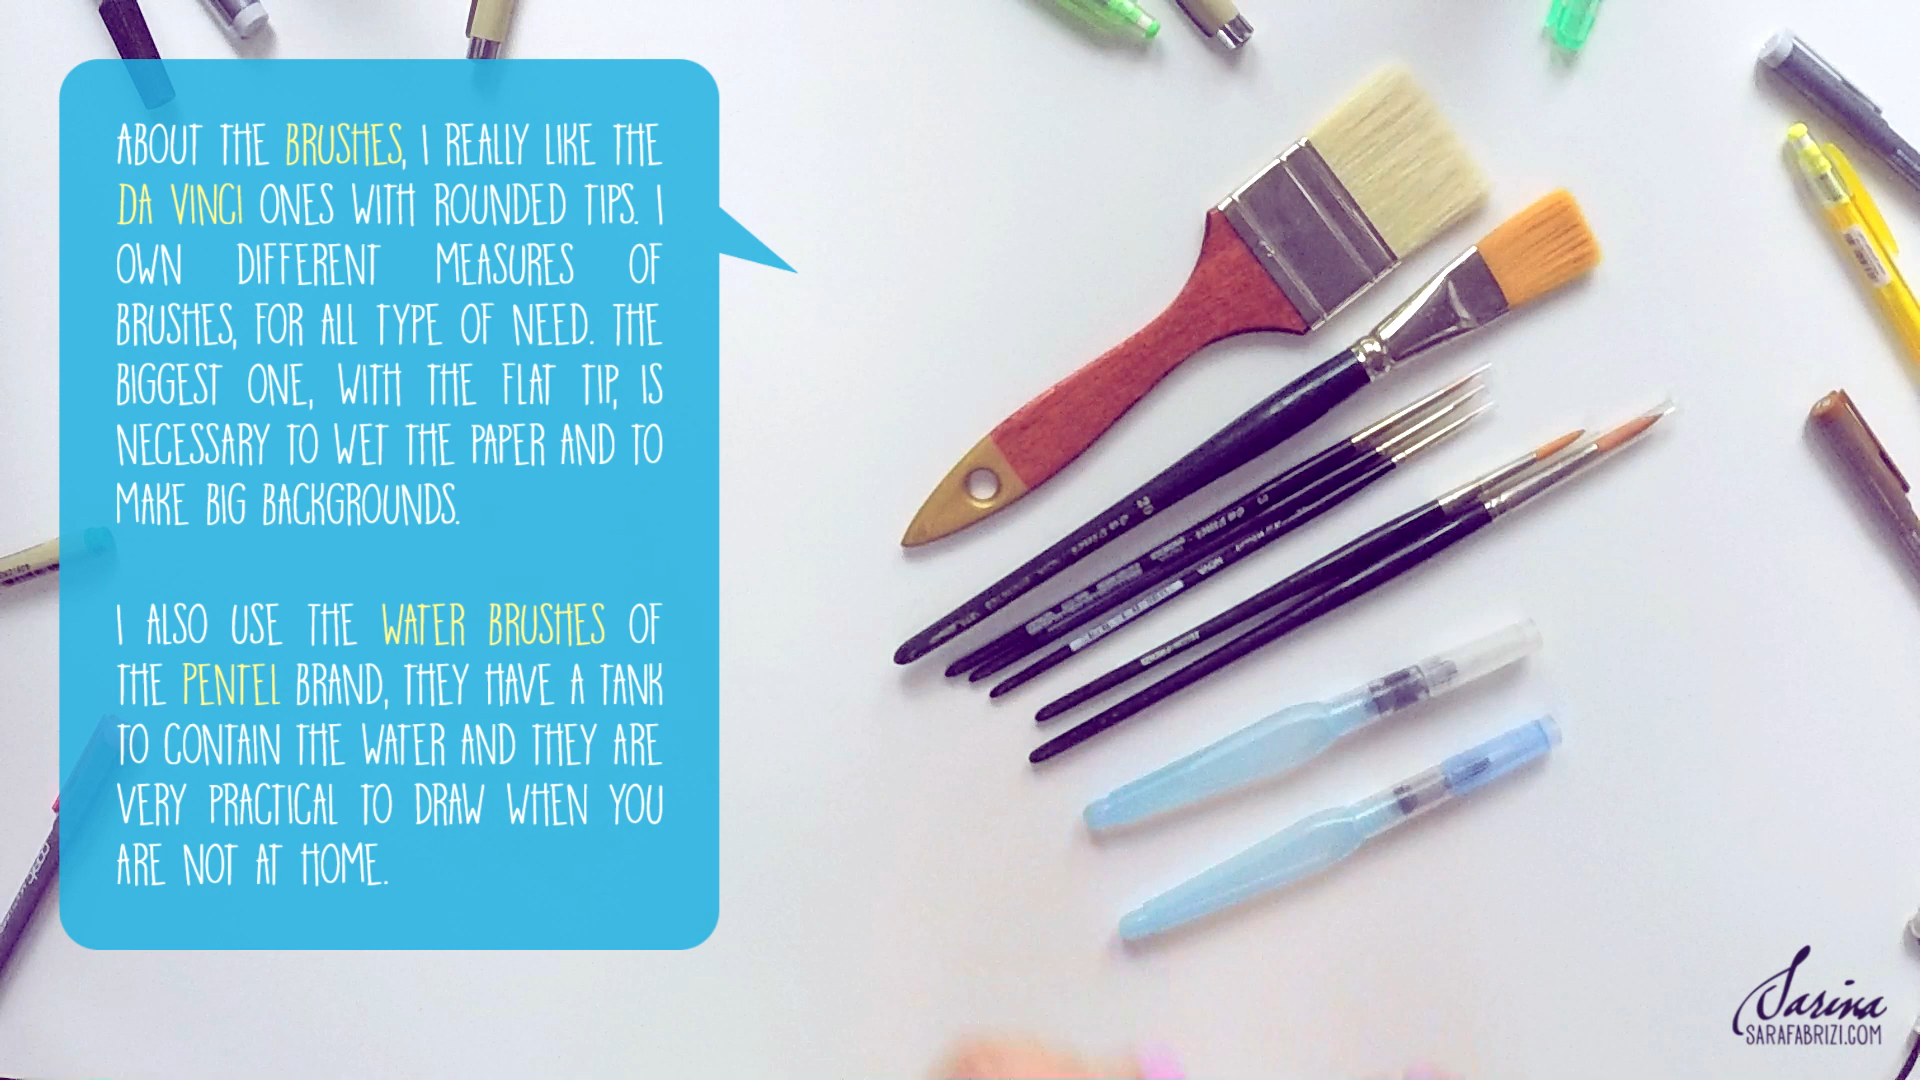 ABOUT THE BRUSHES, I REALLY LIKE THE
DA VINCI ONES WITH ROUNDED TIPS. I
OWN DIFFERENT MEASURES OF
BRUSHES, FOR ALL TYPE OF NEED. THE
BIGGEST ONE, WITH THE FLAT TIP, IS
NECESSARY TO WET THE PAPER AND TO
MAKE BIG BACKGROUNDS.
I ALSO USE THE WATER BRUSHES OF
THE PENTEL BRAND, THEY HAVE A TANK
TO CONTAIN THE WATER AND THEY ARE
VERY PRACTICAL TO DRAW WHEN YOU
ARE NOT AT HOME.
da Vinci
NOVA
Sarina
SARAFABRIZI.COM